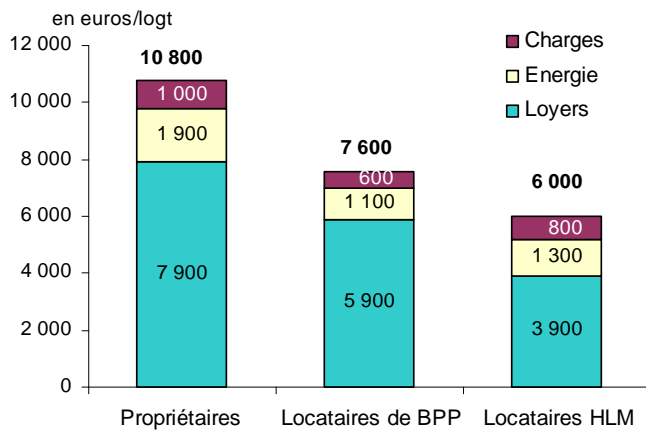 en euros/logt
12 000
10 000
8 000
6 000
4 000
2 000
0
10 800
1 000
1 900
7 900
7 600
600
1 100
5 900
6 000
800
1 300
3 900
Charges
Energie
Loyers
Propriétaires
Locataires de BPP
Locataires HLM